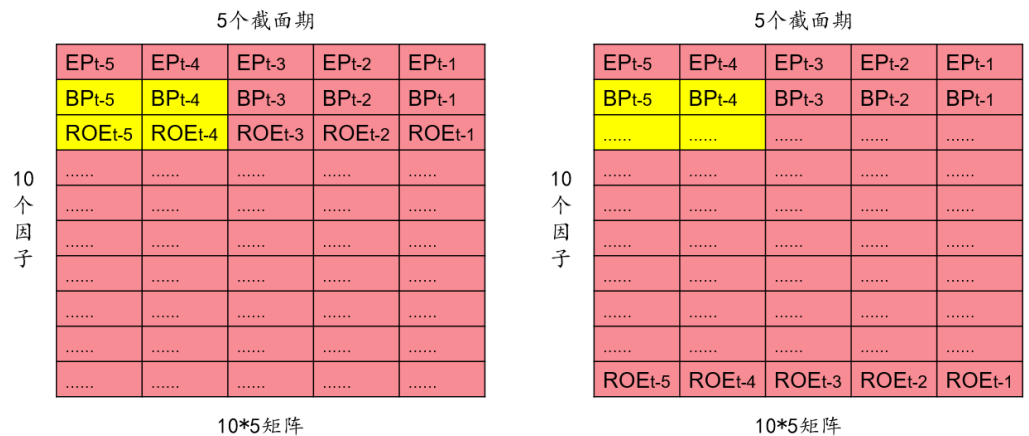 5个截面期
EPt-5 EPt-4 EPt-3 EPt-2 EPt-1
BPt-5 BPt-4 BPt-3 BPt-2 BPt-1
ROEt-5 ROEt-4 ROEt-3 ROEt-2 ROEt-1
...... ...... ...... ...... ......
...... ...... ...... ...... ......
...... ...... ...... ...... ......
...... ...... ...... ...... ......
...... ...... ...... ...... ......
...... ...... ...... ...... ......
...... ...... ...... ...... ......
10
个
因
子
10*5矩阵
5个截面期
EPt-5 EPt-4 EPt-3 EPt-2 EPt-1
BPt-5 BPt-4 BPt-3 BPt-2 BPt-1
...... ...... ...... ...... ......
...... ...... ...... ...... ......
...... ...... ...... ...... ......
...... ...... ...... ...... ......
...... ...... ...... ...... ......
...... ...... ...... ...... ......
...... ...... ...... ...... ......
ROEt-5 ROEt-4 ROEt-3 ROEt-2 ROEt-1
10
个
因
子
10*5矩阵